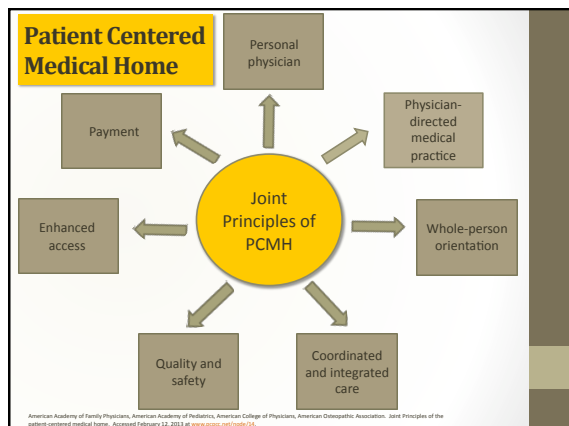 Patient Centered
Medical Home
Personal
physician
Physician-
directed
medical
practice
Whole-person
orientation
Coordinated
and integrated
care
Quality and
safety
Enhanced
access
Payment
Joint
Principles of
PCMH
American Academy of Family Physicians, American Academy of Pediatrics, American College of Physicians, American Osteopathic Association. Joint Principles of the
patient-centered medical home. Accessed February 12, 2013 at www.pcpcc.net/node/14.